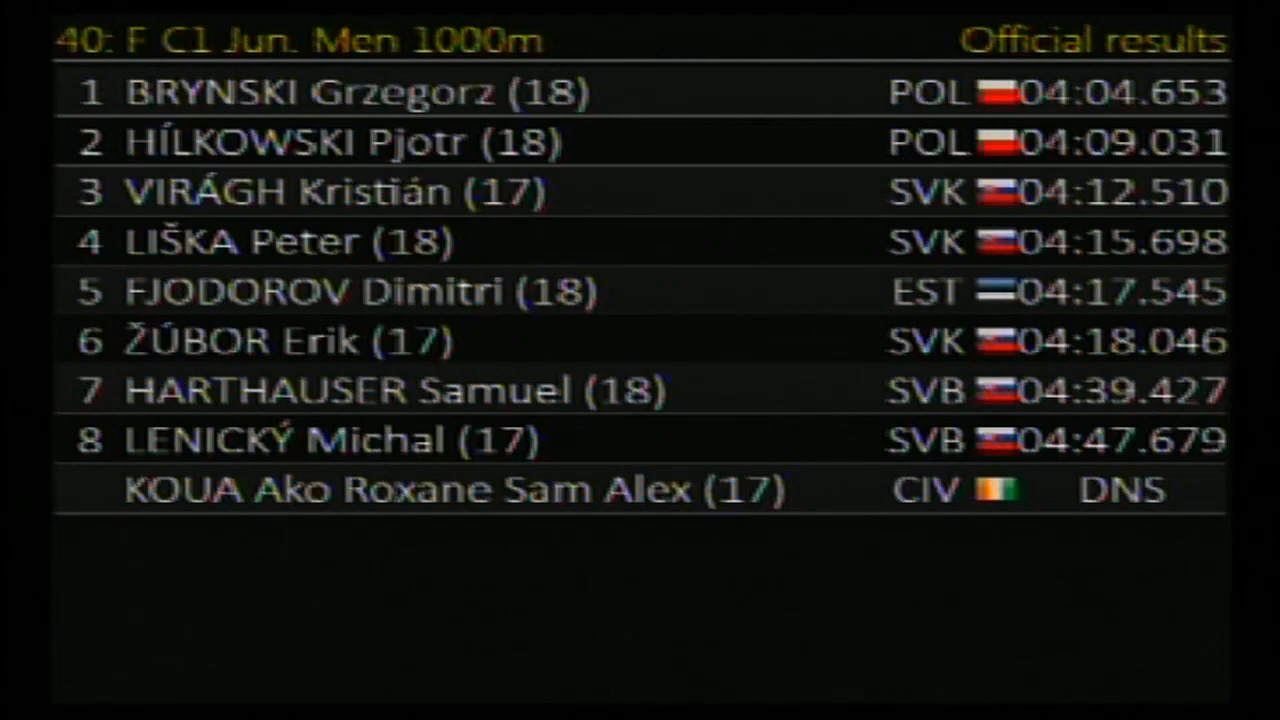 40: F C1 Jun. Men 1000m Official results
1 BRYNSKI Grzegorz (18) POL 04:04.653
2 HÍLKOWSKI Pjotr (18) POL 04:09.031
3 VIRÁGH Kristián (17) SVK 04:12.510
4 LIŠKA Peter (18) SVK 04:15.698
5 FJODOROV Dimitri (18) EST 04:17.545
6 ŽÚBOR Erik (17) SVK 04:18.046
7 HARTHAUSER Samuel (18) SVB 04:39.427
8 LENICKÝ Michal (17) SVB 04:47.679
KOUA Ako Roxane Sam Alex (17) CIV DNS